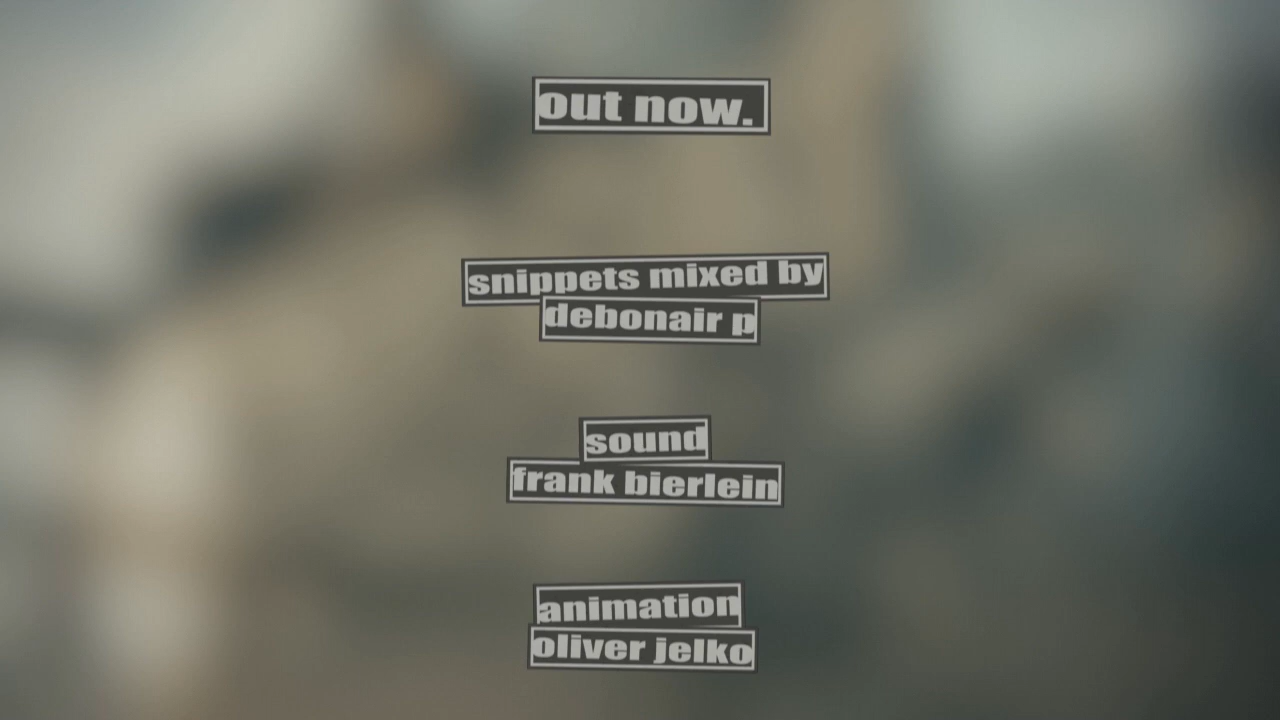 out now.
snippets mixed by
debonair p
sound
frank bierlein
animation
oliver jelko